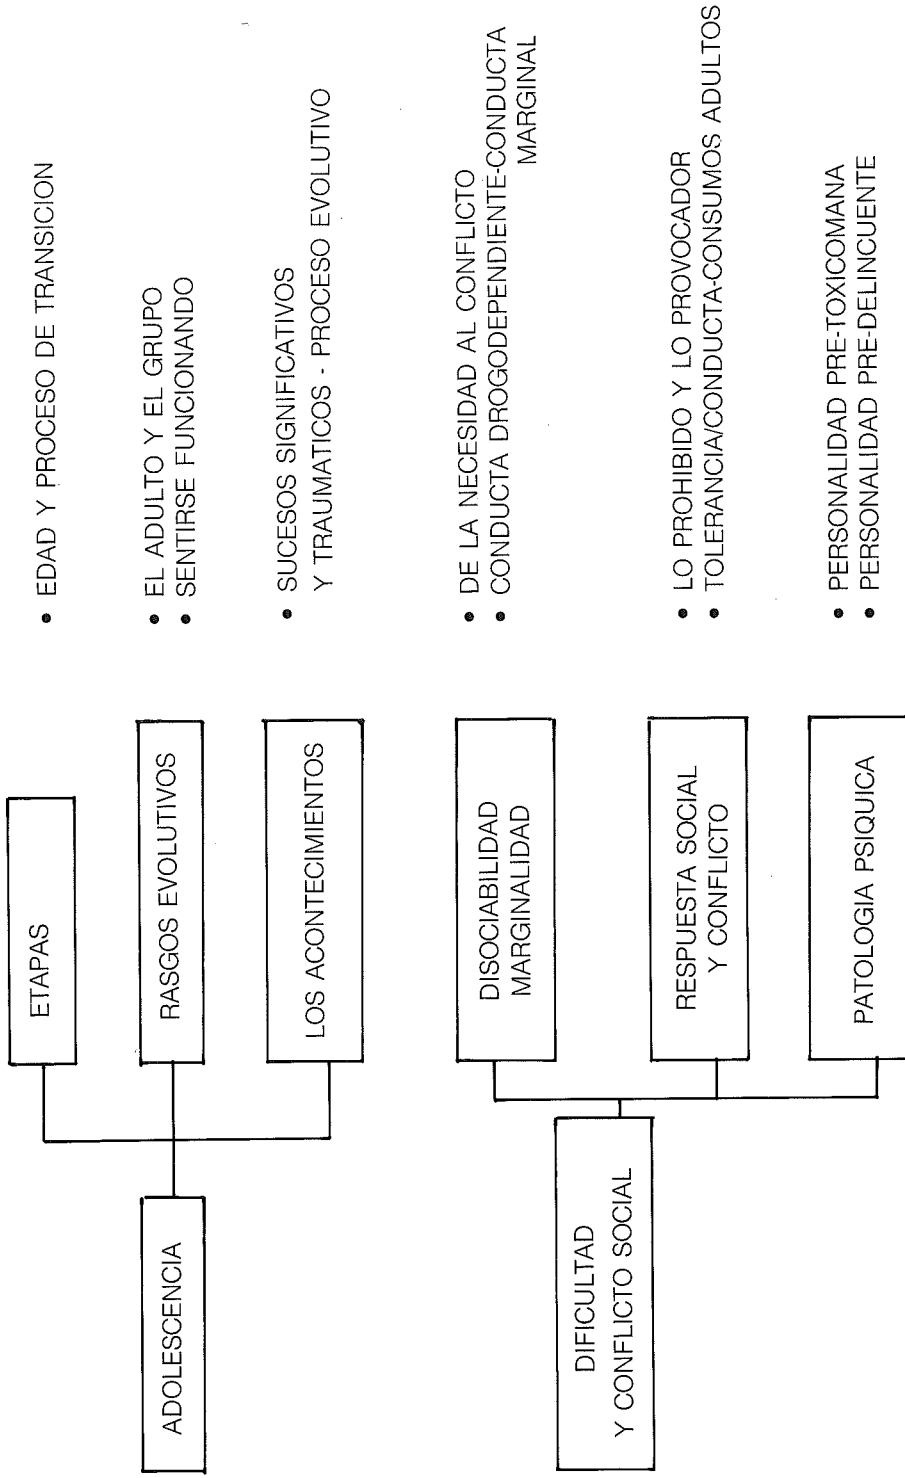 ADOLESCENCIA
ETAPAS
• EDAD Y PROCESO DE TRANSICION
RASGOS EVOLUTIVOS
• EL ADULTO Y EL GRUPO
• SENTIRSE FUNCIONANDO
LOS ACONTECIMIENTOS
• SUCESOS SIGNIFICATIVOS
Y TRAUMATICOS - PROCESO EVOLUTIVO
DIFICULTAD
Y CONFLICTO SOCIAL
DISOCIABILIDAD
MARGINALIDAD
• DE LA NECESIDAD AL CONFLICTO
• CONDUCTA DROGODEPENDIENTE-CONDUCTA
MARGINAL
RESPUESTA SOCIAL
Y CONFLICTO
• LO PROHIBIDO Y LO PROVOCADOR
• TOLERANCIA/CONDUCTA-CONSUMOS ADULTOS
PATOLOGIA PSIQUICA
• PERSONALIDAD PRE-TOXICOMANA
• PERSONALIDAD PRE-DELINCUENTE